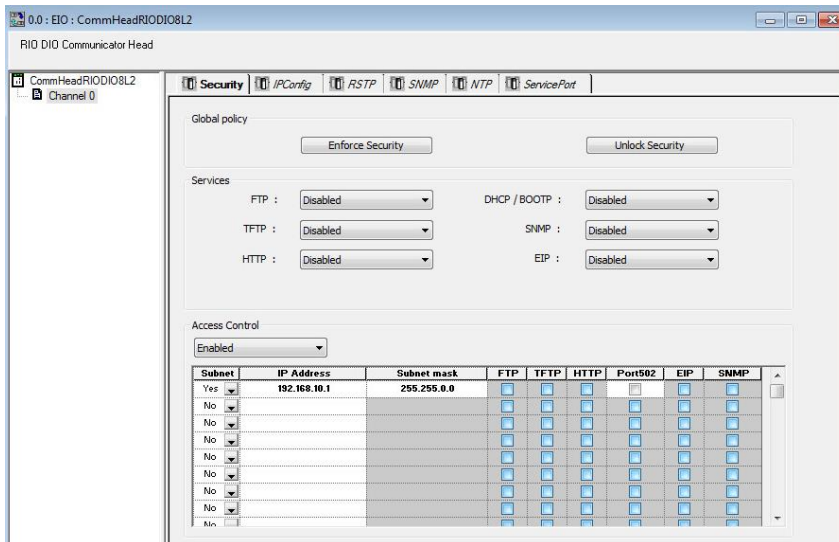 0.0 : EIO : CommHeadRIODIO8L2
RIO DIO Communicator Head
CommHeadRIODIO8L2
Channel 0
Security IPConfig RSTP SNMP NTP ServicePort
Global policy
Enforce Security Unlock Security
Services
FTP : Disabled DHCP / BOOTP : Disabled
TFTP : Disabled SNMP : Disabled
HTTP : Disabled EIP : Disabled
Access Control
Enabled
Subnet IP Address Subnet mask FTP TFTP HTTP Port502 EIP SNMP
Yes 192.168.10.1 255.255.0.0
No
No
No
No
No
No
No
No